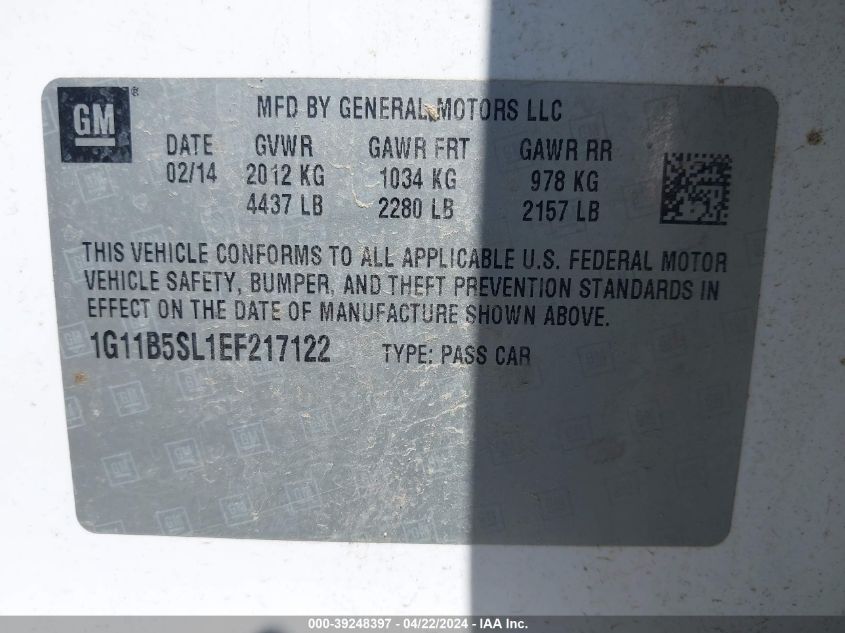 GM®
MFD BY GENERAL MOTORS LLC
DATE GVWR GAWR FRT GAWR RR
02/14 2012 KG 1034 KG 978 KG
4437 LB 2280 LB 2157 LB
THIS VEHICLE CONFORMS TO ALL APPLICABLE U.S. FEDERAL MOTOR
VEHICLE SAFETY, BUMPER, AND THEFT PREVENTION STANDARDS IN
EFFECT ON THE DATE OF MANUFACTURE SHOWN ABOVE.
1G11B5SL1EF217122 TYPE: PASS CAR
000-39248397 - 04/22/2024 - IAA Inc.